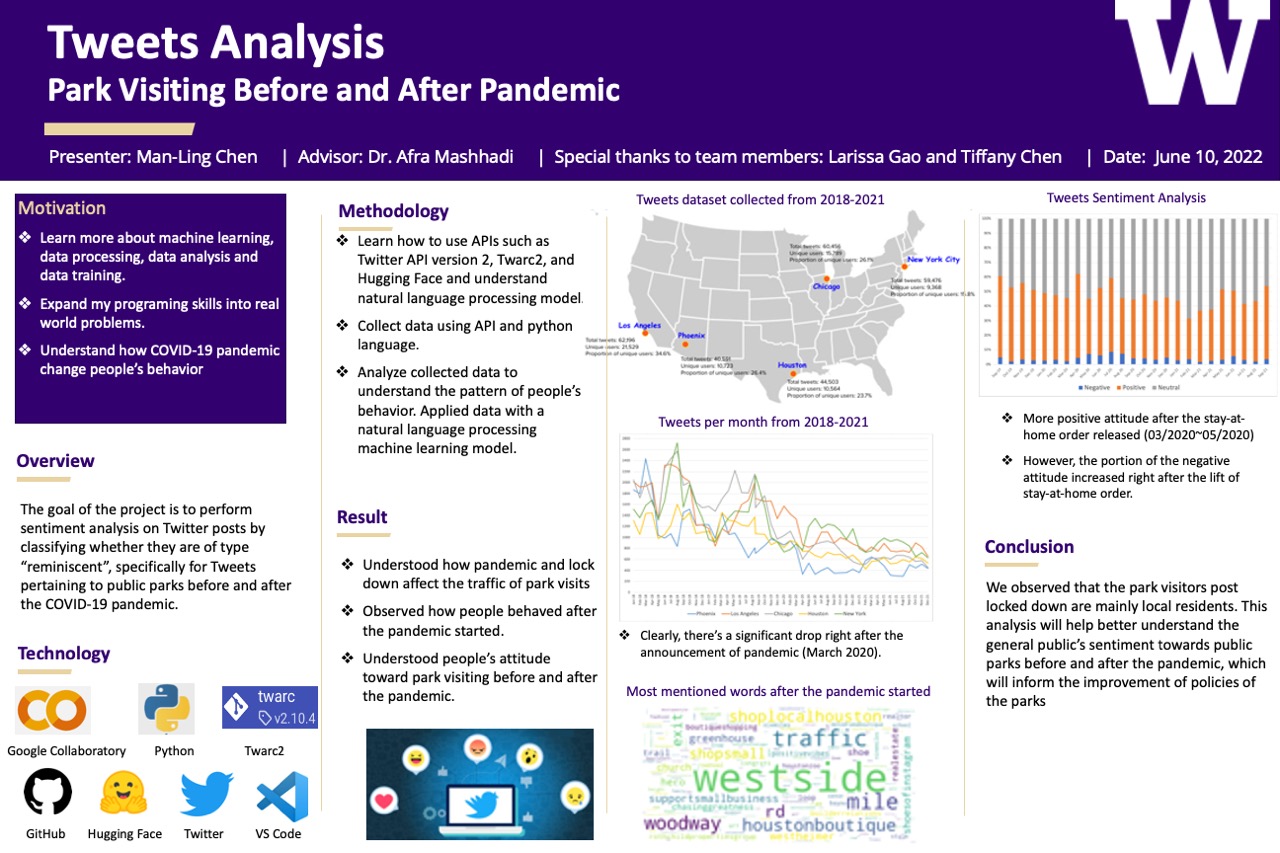 Tweets Analysis
Park Visiting Before and After Pandemic
Presenter: Man-Ling Chen | Advisor: Dr. Afra Mashhadi | Special thanks to team members: Larissa Gao and Tiffany Chen | Date: June 10, 2022
W
Motivation
❖ Learn more about machine learning,
data processing, data analysis and
data training.
❖ Expand my programing skills into real
world problems.
❖ Understand how COVID-19 pandemic
change people's behavior
Overview
The goal of the project is to perform
sentiment analysis on Twitter posts by
classifying whether they are of type
"reminiscent", specifically for Tweets
pertaining to public parks before and after
the COVID-19 pandemic.
Technology
twarc
v2.10.4
Google Collaboratory
Python
Twarc2
GitHub
Hugging Face
Twitter
VS Code
Methodology
❖ Learn how to use APIs such as
Twitter API version 2, Twarc2, and
Hugging Face and understand
natural language processing model.
❖ Collect data using API and python
language.
❖ Analyze collected data to
understand the pattern of people's
behavior. Applied data with a
natural language processing
machine learning model.
Result
❖ Understood how pandemic and lock
down affect the traffic of park visits
❖ Observed how people behaved after
the pandemic started.
❖ Understood people's attitude
toward park visiting before and after
the pandemic.
Tweets dataset collected from 2018-2021
Total tweets: 60,456
Unique users: 15,789
Proportion of unique users: 26.1%
Chicago
New York City
Total tweets: 59,476
Unique users: 9,368
Proportion of unique users:
Los Angeles
Total tweets: 62,196
Unique users: 21,529
Proportion of unique users: 34.6%
Phoenix
Total tweets: 40,591
Unique users: 10,723
Proportion of unique users: 26.4%
Houston
Total tweets: 44,503
Unique users: 10,564
Proportion of unique users: 23.7%
Tweets per month from 2018-2021
Phoenix Los Angeles Chicago Houston New York
❖ Clearly, there's a significant drop right after the
announcement of pandemic (March 2020).
Most mentioned words after the pandemic started
shoplocalhouston
exit
boutiqueshopping
greenhouse
traffic
realestate
trail
shopsmall
positivevibes
shoe
church
hero
westside
shoesofinstagram
supportsmallbusiness
chasinggreatness
mile
rd
woodway
houstonboutique
westheimer
Tweets Sentiment Analysis
Negative Positive Neutral
❖ More positive attitude after the stay-at-
home order released (03/2020~05/2020)
❖ However, the portion of the negative
attitude increased right after the lift of
stay-at-home order.
Conclusion
We observed that the park visitors post
locked down are mainly local residents. This
analysis will help better understand the
general public's sentiment towards public
parks before and after the pandemic, which
will inform the improvement of policies of
the parks